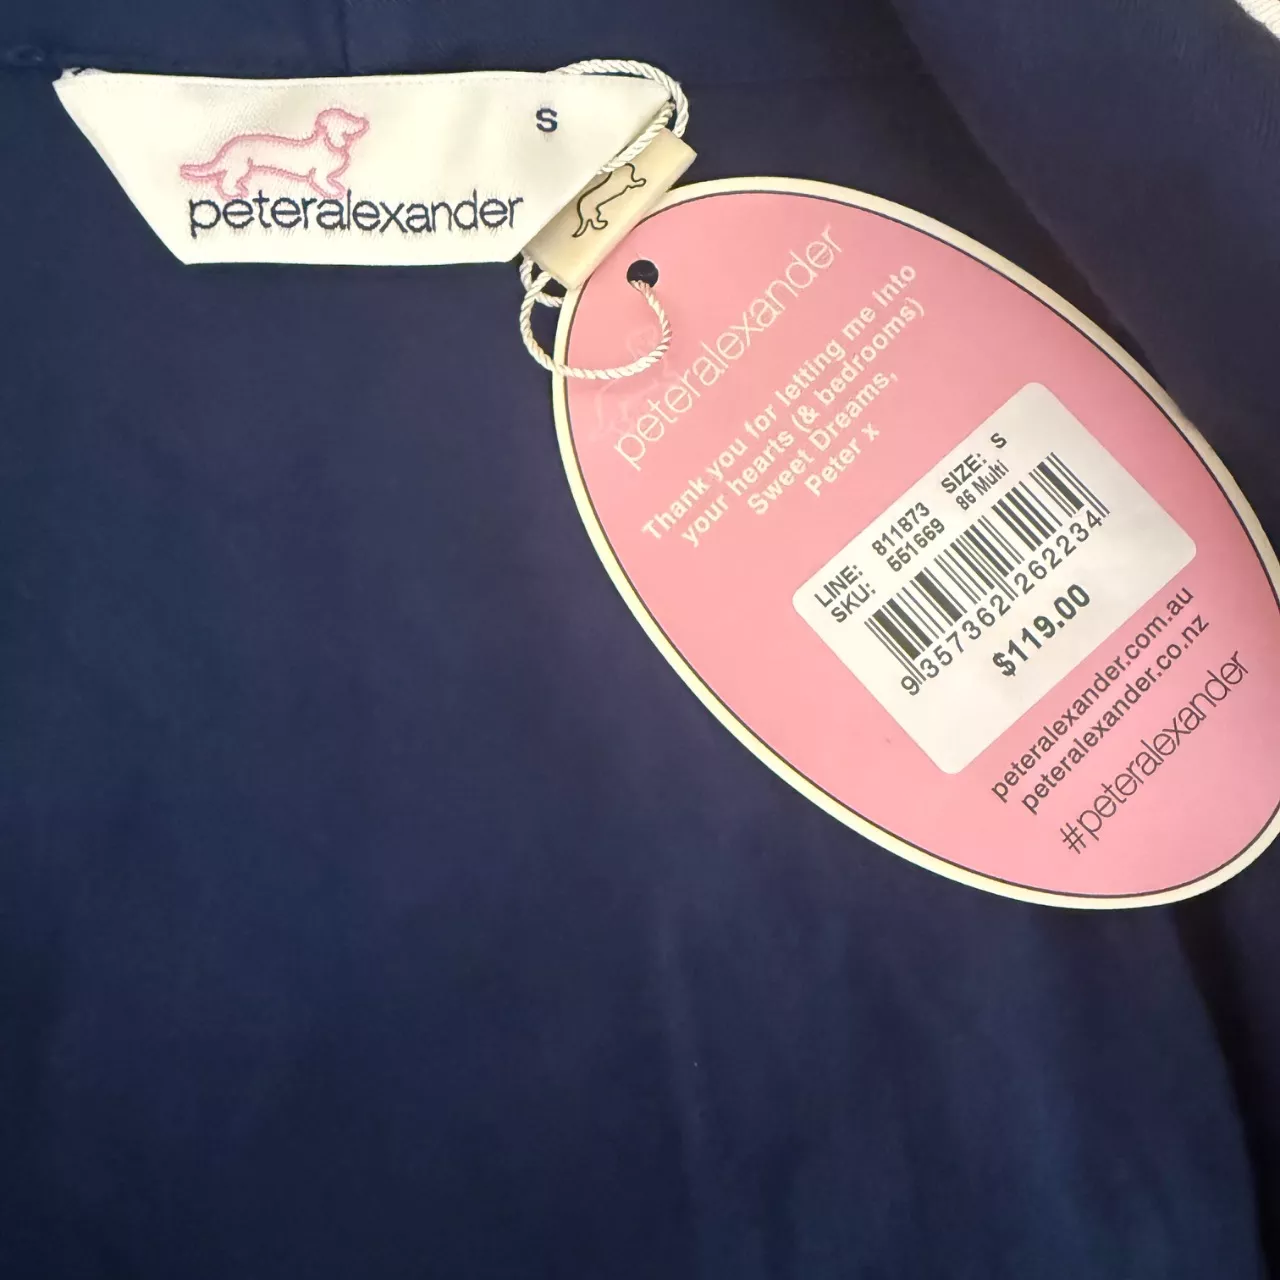 S
peteralexander
peteralexander
Thank you for letting me into
your hearts (& bedrooms)
Sweet Dreams,
Peter x
LINE: 811B73 SIZE: S
SKU: 551669 86 Multi
9 357362 262234
$119.00
peteralexander.com.au
peteralexander.co.nz
#peteralexander